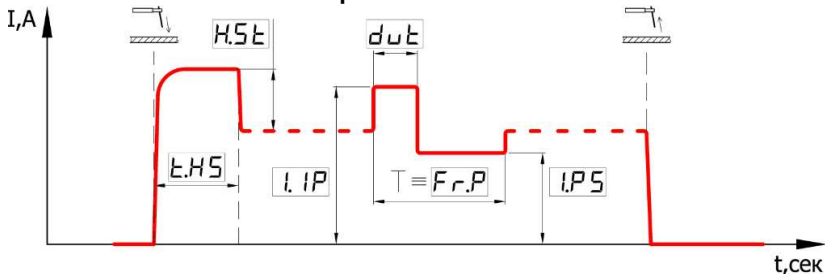 I,A
H.St
dut
t.HS
I.IP
T ≡ Fr.P
I.PS
t,сек